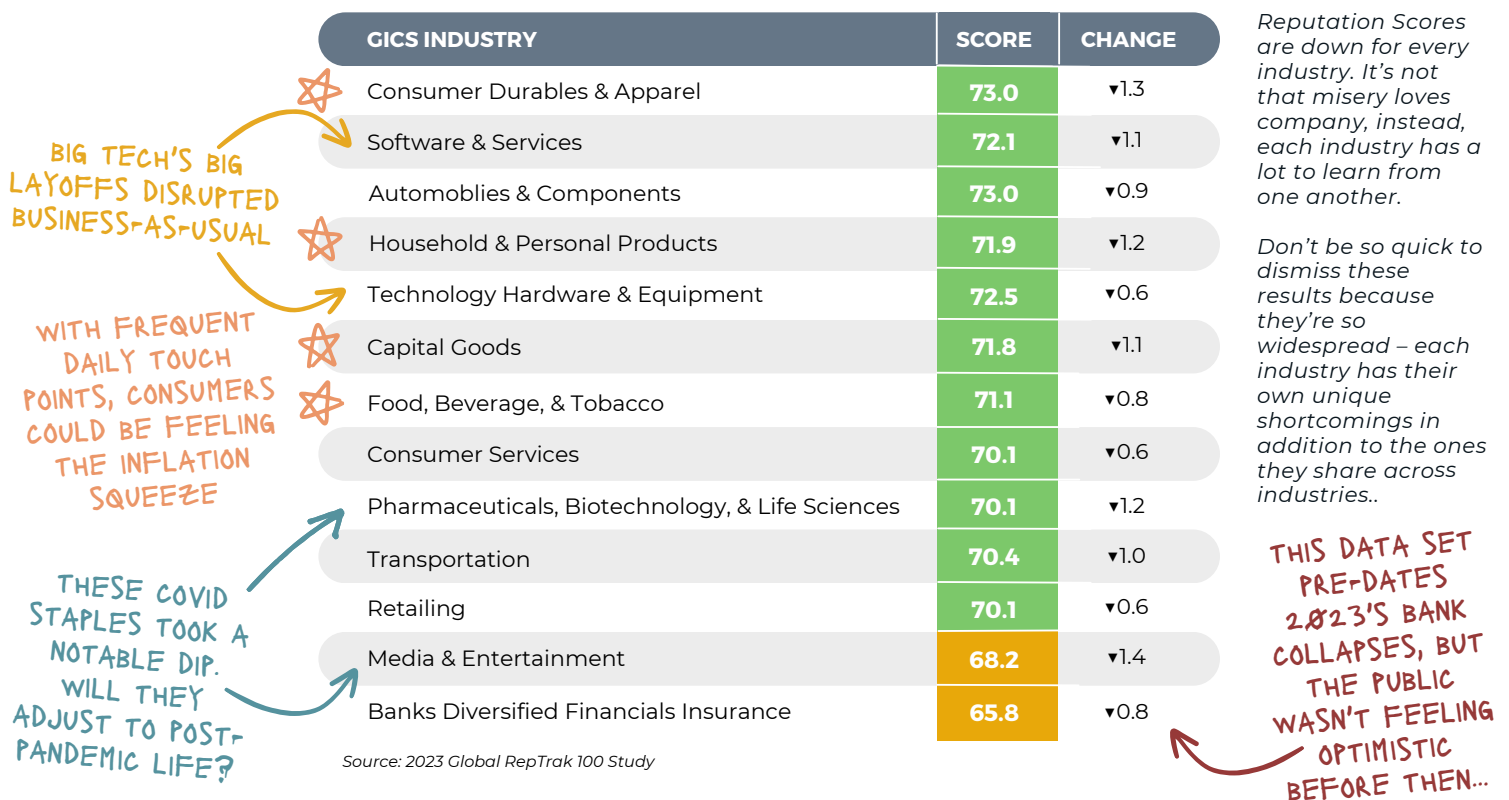 GICS INDUSTRY SCORE CHANGE
Consumer Durables & Apparel 73.0 ▾1.3
Software & Services 72.1 ▾1.1
Automoblies & Components 73.0 ▾0.9
Household & Personal Products 71.9 ▾1.2
Technology Hardware & Equipment 72.5 ▾0.6
Capital Goods 71.8 ▾1.1
Food, Beverage, & Tobacco 71.1 ▾0.8
Consumer Services 70.1 ▾0.6
Pharmaceuticals, Biotechnology, & Life Sciences 70.1 ▾1.2
Transportation 70.4 ▾1.0
Retailing 70.1 ▾0.6
Media & Entertainment 68.2 ▾1.4
Banks Diversified Financials Insurance 65.8 ▾0.8
Source: 2023 Global RepTrak 100 Study
BIG TECH'S BIG
LAYOFFS DISRUPTED
BUSINESS-AS-USUAL
WITH FREQUENT
DAILY TOUCH
POINTS, CONSUMERS
COULD BE FEELING
THE INFLATION
SQUEEZE
THESE COVID
STAPLES TOOK A
NOTABLE DIP.
WILL THEY
ADJUST TO POST-
PANDEMIC LIFE?
Reputation Scores
are down for every
industry. It's not
that misery loves
company, instead,
each industry has a
lot to learn from
one another.
Don't be so quick to
dismiss these
results because
they're so
widespread – each
industry has their
own unique
shortcomings in
addition to the ones
they share across
industries..
THIS DATA SET
PRE-DATES
2023'S BANK
COLLAPSES, BUT
THE PUBLIC
WASN'T FEELING
OPTIMISTIC
BEFORE THEN...